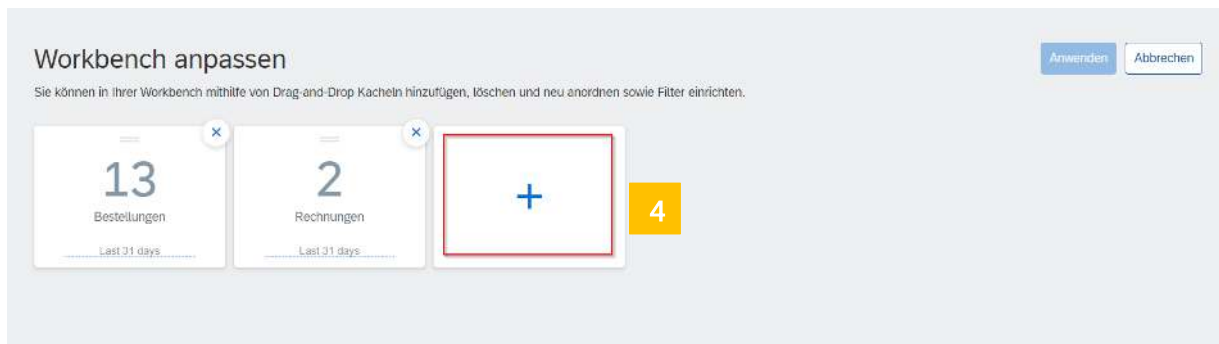 Workbench anpassen
Anwenden
Abbrechen
Sie können in Ihrer Workbench mithilfe von Drag-and-Drop Kacheln hinzufügen, löschen und neu anordnen sowie Filter einrichten.
13
Bestellungen
Last 31 days
2
Rechnungen
Last 31 days
+
4